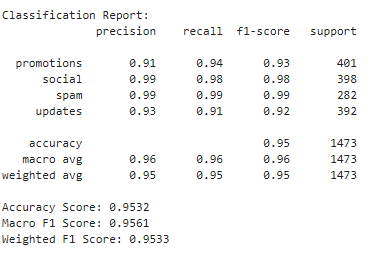 Classification Report:
precision recall f1-score support
promotions 0.91 0.94 0.93 401
social 0.99 0.98 0.98 398
spam 0.99 0.99 0.99 282
updates 0.93 0.91 0.92 392
accuracy 0.95 1473
macro avg 0.96 0.96 0.96 1473
weighted avg 0.95 0.95 0.95 1473
Accuracy Score: 0.9532
Macro F1 Score: 0.9561
Weighted F1 Score: 0.9533